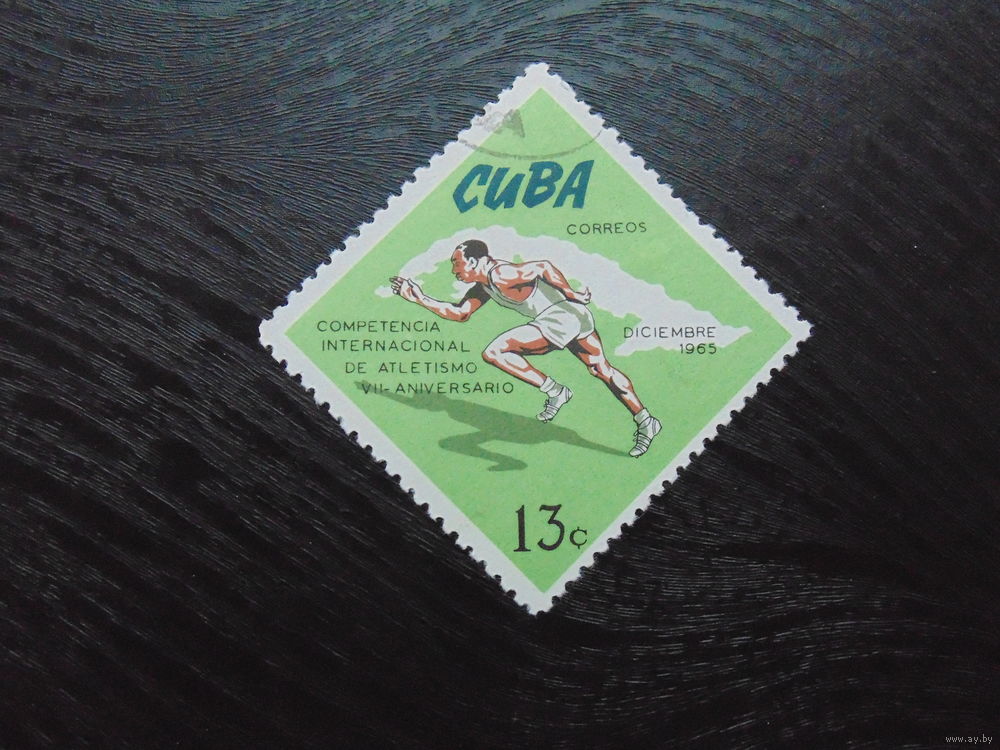 CUBA
CORREOS
COMPETENCIA
INTERNACIONAL
DE ATLETISMO
VII-ANIVERSARIO
DICIEMBRE
1965
13¢
www.ay.by